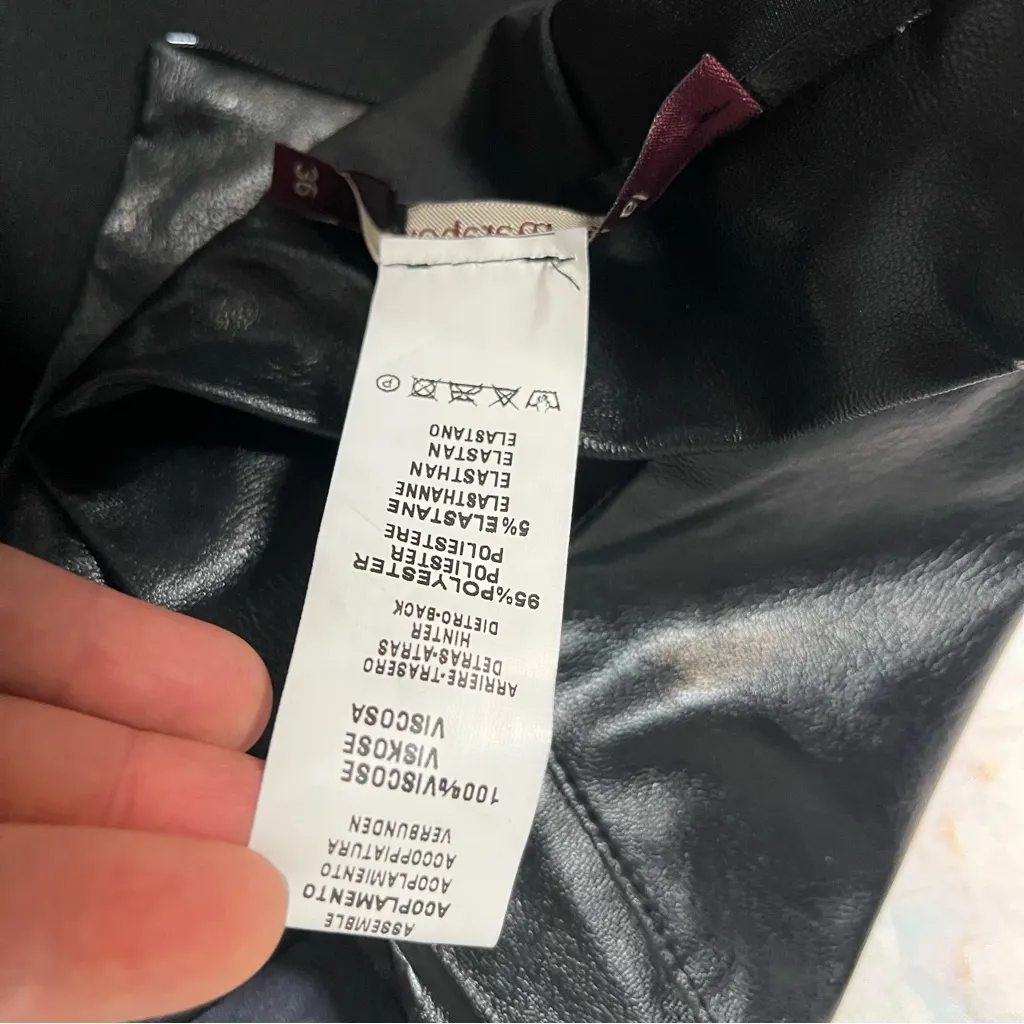 ASSEMBLE
ACOPLAMENTO
ACOPLAMIENTO
ACCOPPIATURA
VERBUNDEN
100%VISCOSE
VISKOSE
VISCOSA
ARRIERE-TRASERO
DETRAS-ATRAS
HINTER
DIETRO-BACK
95%POLYESTER
POLIESTER
POLIESTERE
5%ELASTANE
ELASTHANNE
ELASTHAN
ELASTAN
ELASTANO
P
36